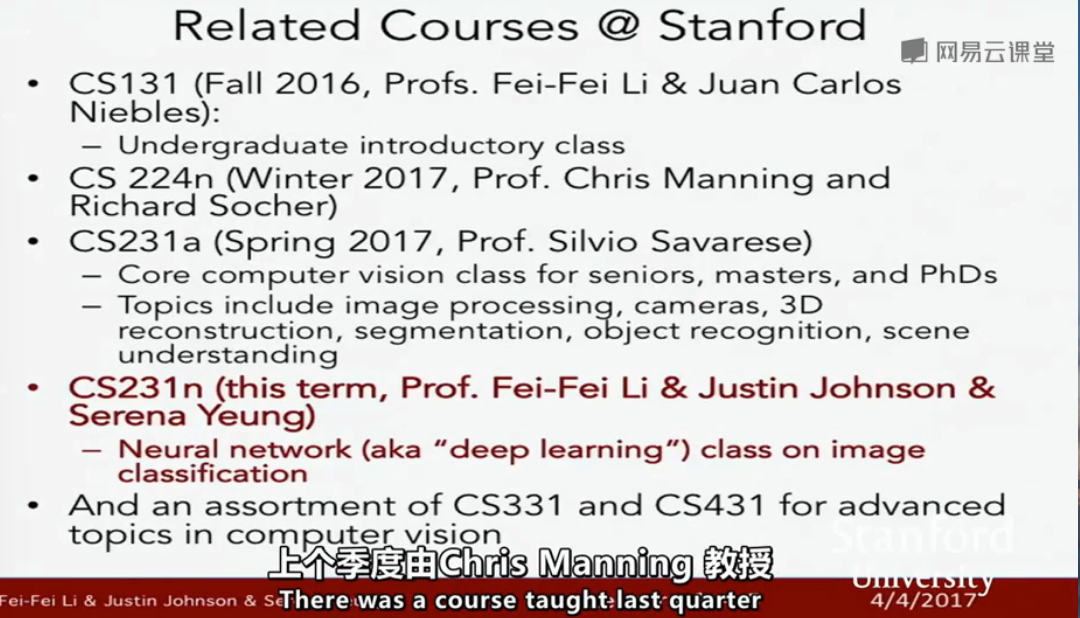 Related Courses @ Stanford
网易云课堂
• CS131 (Fall 2016, Profs. Fei-Fei Li & Juan Carlos
Niebles):
– Undergraduate introductory class
• CS 224n (Winter 2017, Prof. Chris Manning and
Richard Socher)
• CS231a (Spring 2017, Prof. Silvio Savarese)
– Core computer vision class for seniors, masters, and PhDs
– Topics include image processing, cameras, 3D
reconstruction, segmentation, object recognition, scene
understanding
• CS231n (this term, Prof. Fei-Fei Li & Justin Johnson &
Serena Yeung)
– Neural network (aka “deep learning”) class on image
classification
• And an assortment of CS331 and CS431 for advanced
topics in computer vision
Stanford
University
上个季度由Chris Manning 教授
There was a course taught last quarter
Fei-Fei Li & Justin Johnson &
4/4/2017